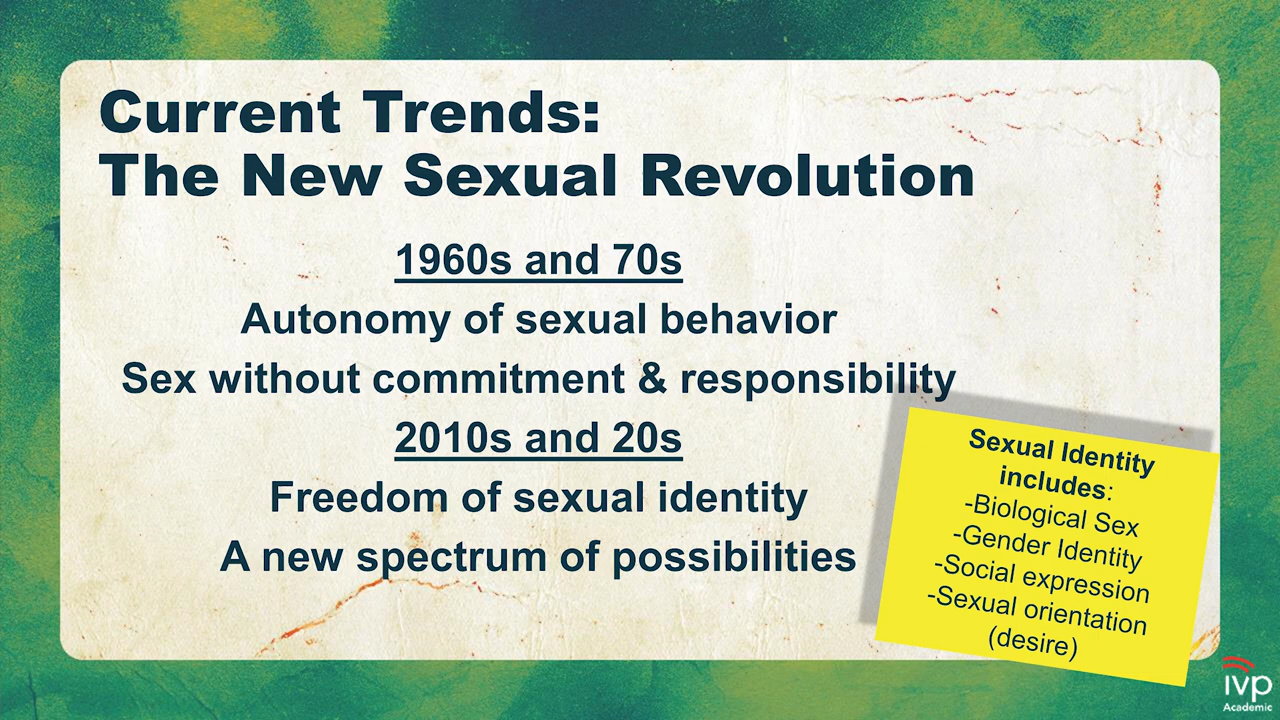 Current Trends:
The New Sexual Revolution
1960s and 70s
Autonomy of sexual behavior
Sex without commitment & responsibility
2010s and 20s
Freedom of sexual identity
A new spectrum of possibilities
Sexual Identity
includes:
-Biological Sex
-Gender Identity
-Social expression
-Sexual orientation
(desire)
ivp
Academic